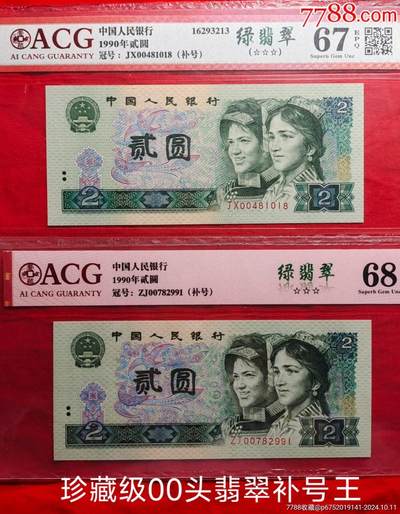 7788.com
ACG
AI CANG GUARANTY
中国人民银行
1990年贰圆
冠号：JX00481018（补号）
16293213
绿翡翠
(☆☆☆)
67
EPQ
Superb Gem Unc
中国人民银行
贰圆
2
JX00481018
2
2
ACG
AI CANG GUARANTY
中国人民银行
1990年贰圆
冠号：ZJ00782991（补号）
绿翡翠
☆☆☆
68
Superb Gem Unc
中国人民银行
贰圆
2
ZJ00782991
2
2
珍藏级00头翡翠补号王
7788收藏@p6752019141-2024.10.11